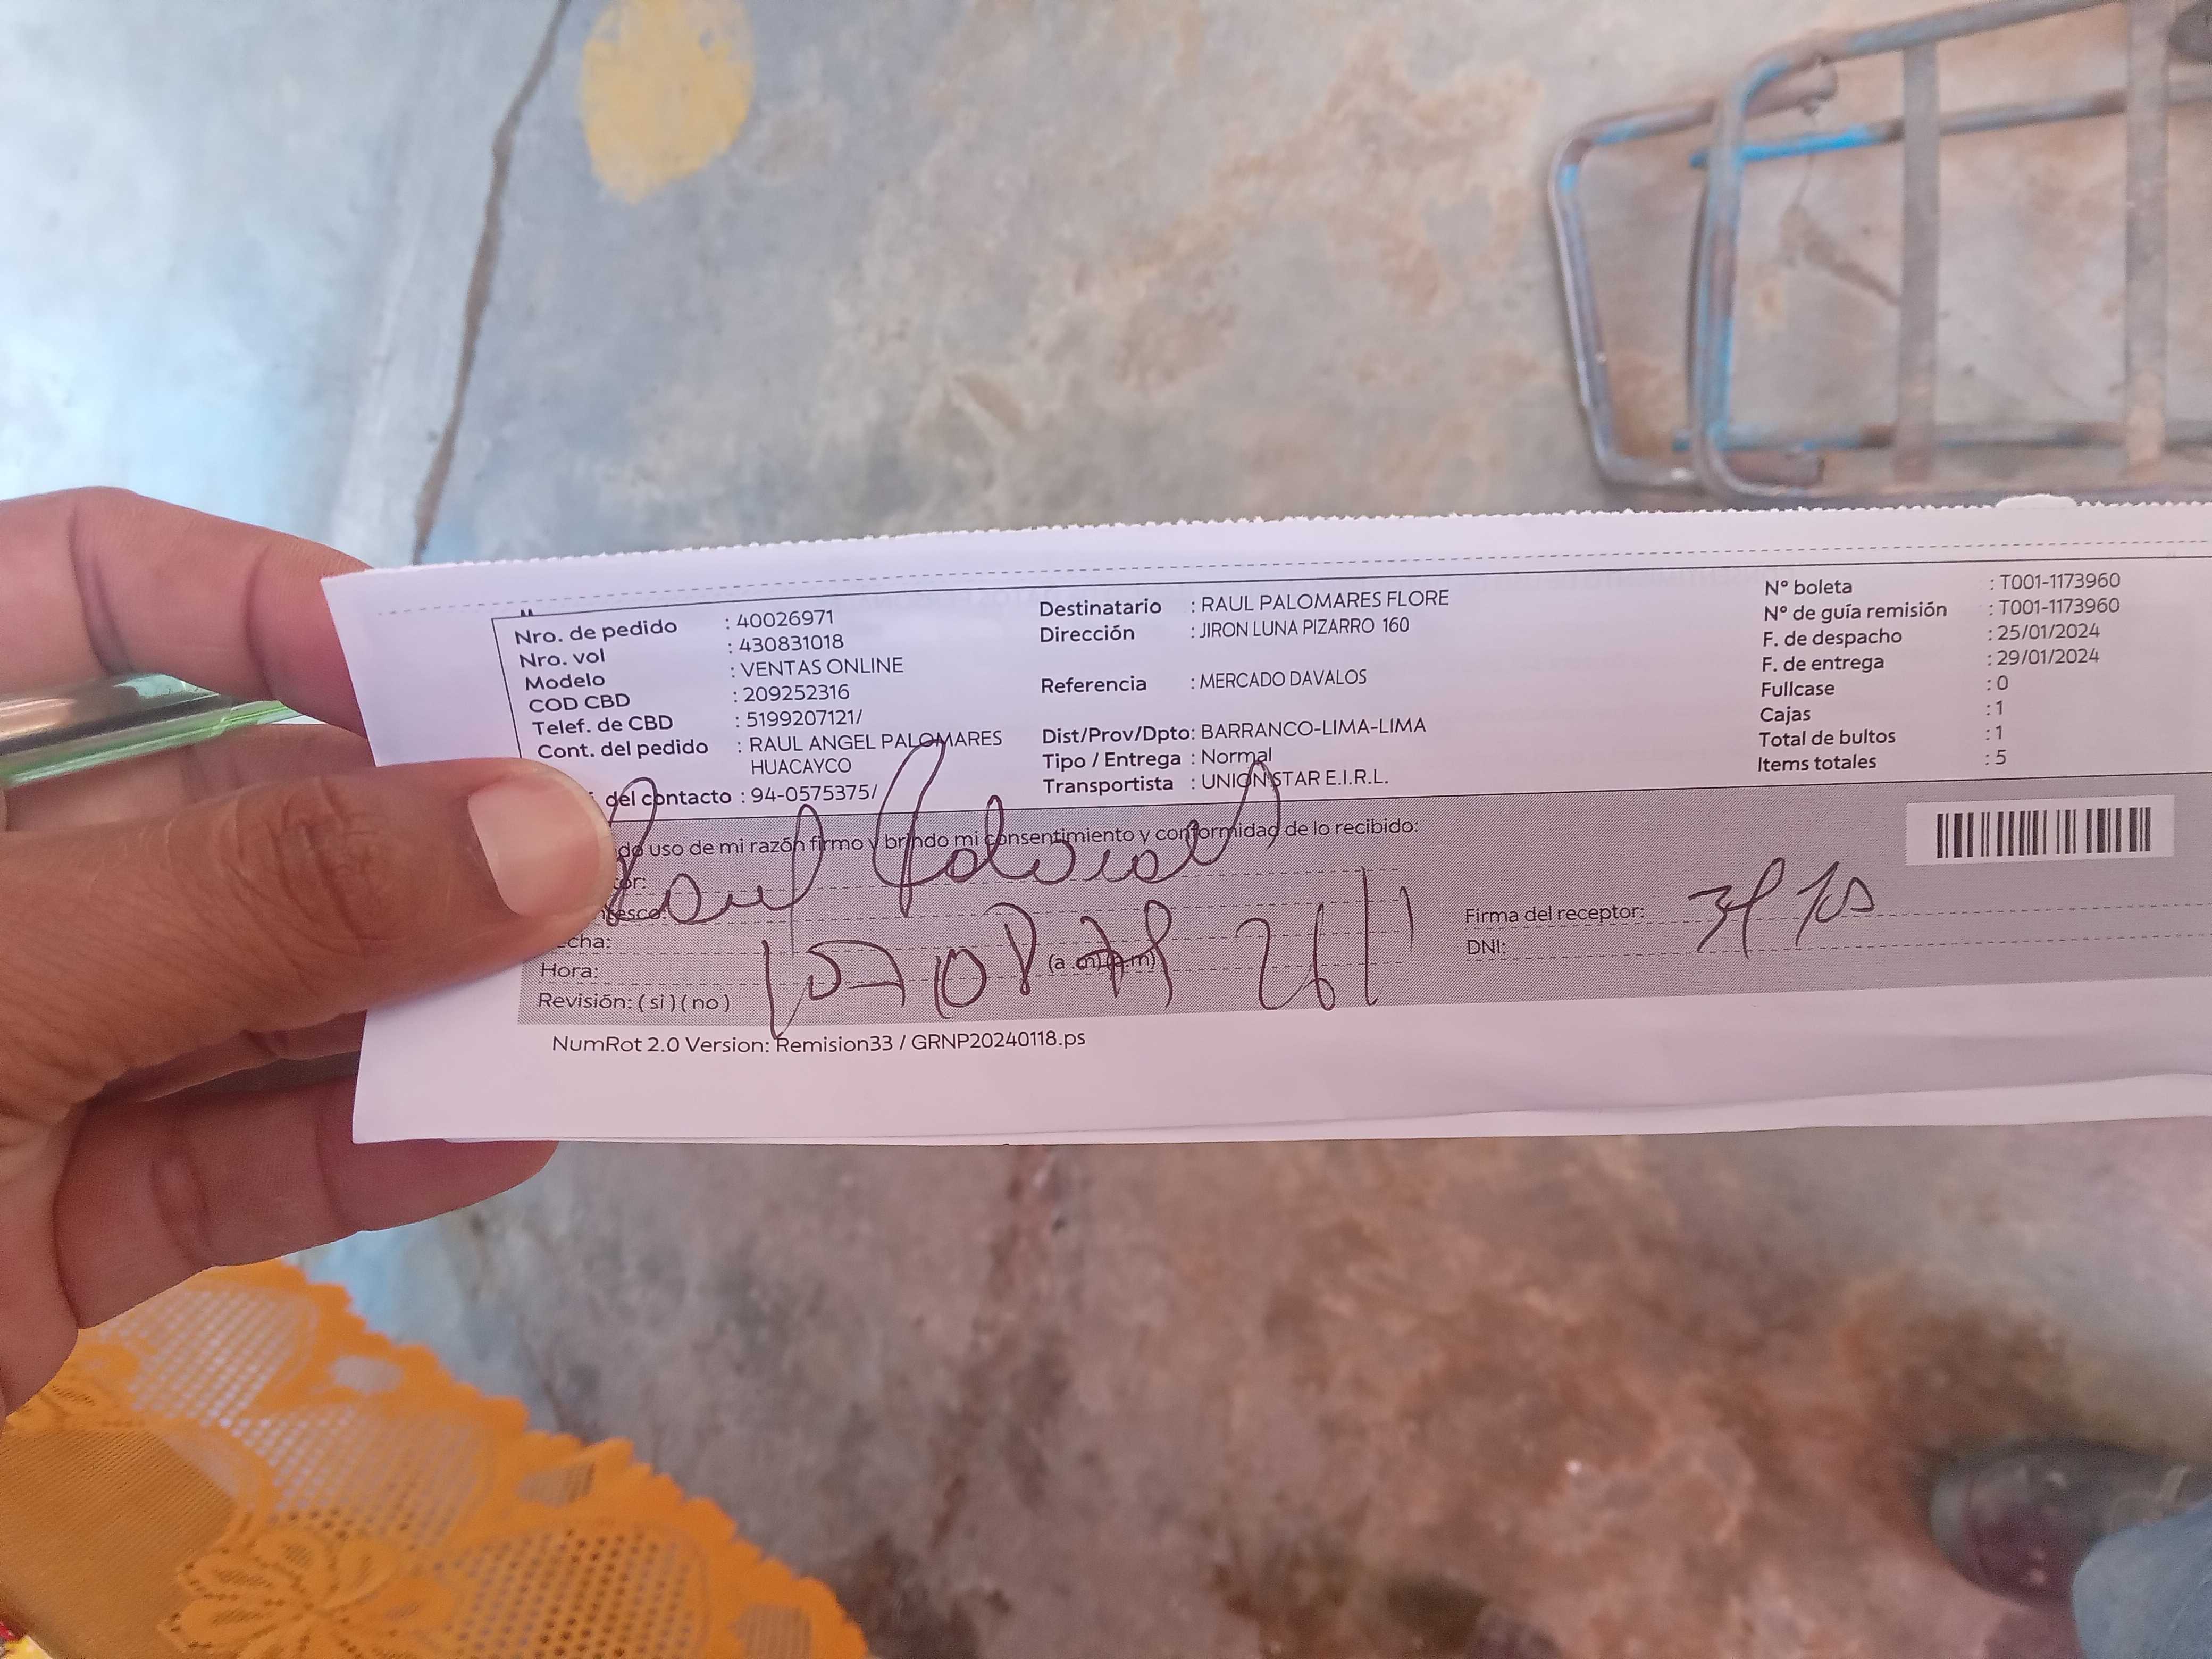 Nro. de pedido : 40026971
Nro. vol : 430831018
Modelo : VENTAS ONLINE
COD CBD : 209252316
Telef. de CBD : 5199207121/
Cont. del pedido : RAUL ANGEL PALOMARES
HUACAYCO
del contacto : 94-0575375/
Destinatario : RAUL PALOMARES FLORE
Dirección : JIRON LUNA PIZARRO 160
Referencia : MERCADO DAVALOS
Dist/Prov/Dpto: BARRANCO-LIMA-LIMA
Tipo / Entrega : Normal
Transportista : UNION STAR E.I.R.L.
N° boleta : T001-1173960
N° de guía remisión : T001-1173960
F. de despacho : 25/01/2024
F. de entrega : 29/01/2024
Fullcase : 0
Cajas : 1
Total de bultos : 1
Items totales : 5
do uso de mi razón firmo y brindo mi consentimiento y conformidad de lo recibido:
Raul
Hora:
Revisión: ( si ) ( no )
Firma del receptor:
DNI:
NumRot 2.0 Version: Remision33 / GRNP20240118.ps